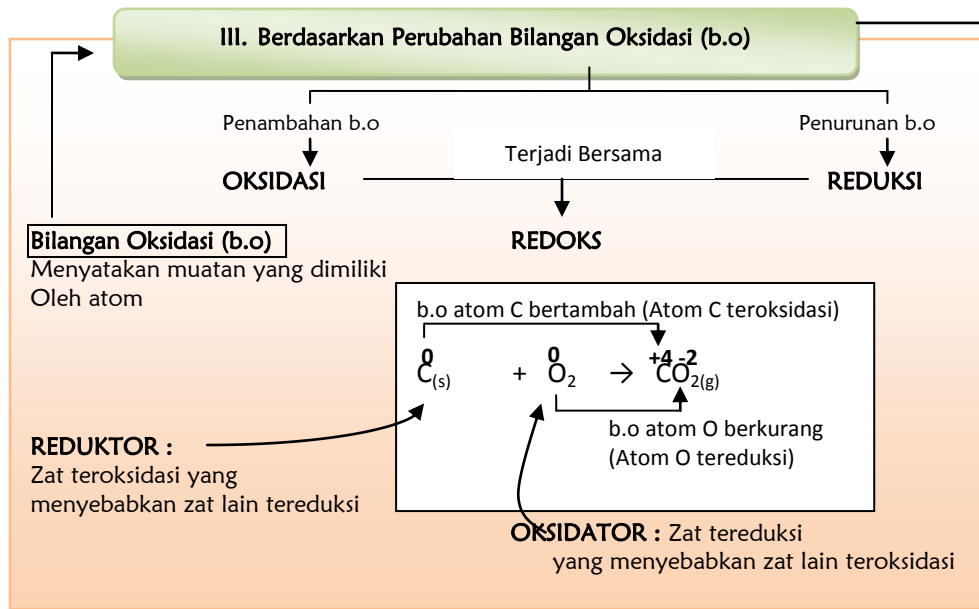 III. Berdasarkan Perubahan Bilangan Oksidasi (b.o)
Penambahan b.o
Penurunan b.o
Terjadi Bersama
OKSIDASI
REDUKSI
REDOKS
Bilangan Oksidasi (b.o)
Menyatakan muatan yang dimiliki
Oleh atom
b.o atom C bertambah (Atom C teroksidasi)
0 0 +4 -2
C(s) + O2 → CO2(g)
b.o atom O berkurang
(Atom O tereduksi)
REDUKTOR :
Zat teroksidasi yang
menyebabkan zat lain tereduksi
OKSIDATOR : Zat tereduksi
yang menyebabkan zat lain teroksidasi